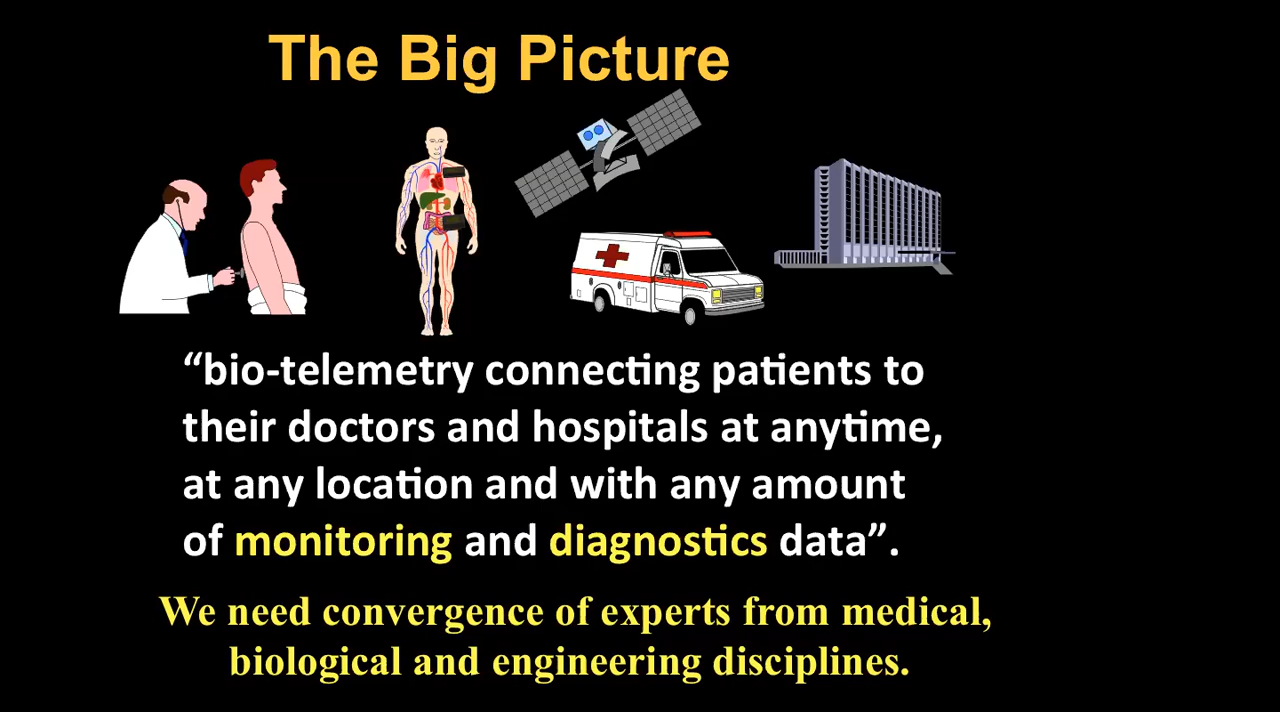 The Big Picture
“bio-telemetry connecting patients to
their doctors and hospitals at anytime,
at any location and with any amount
of monitoring and diagnostics data”.
We need convergence of experts from medical,
biological and engineering disciplines.